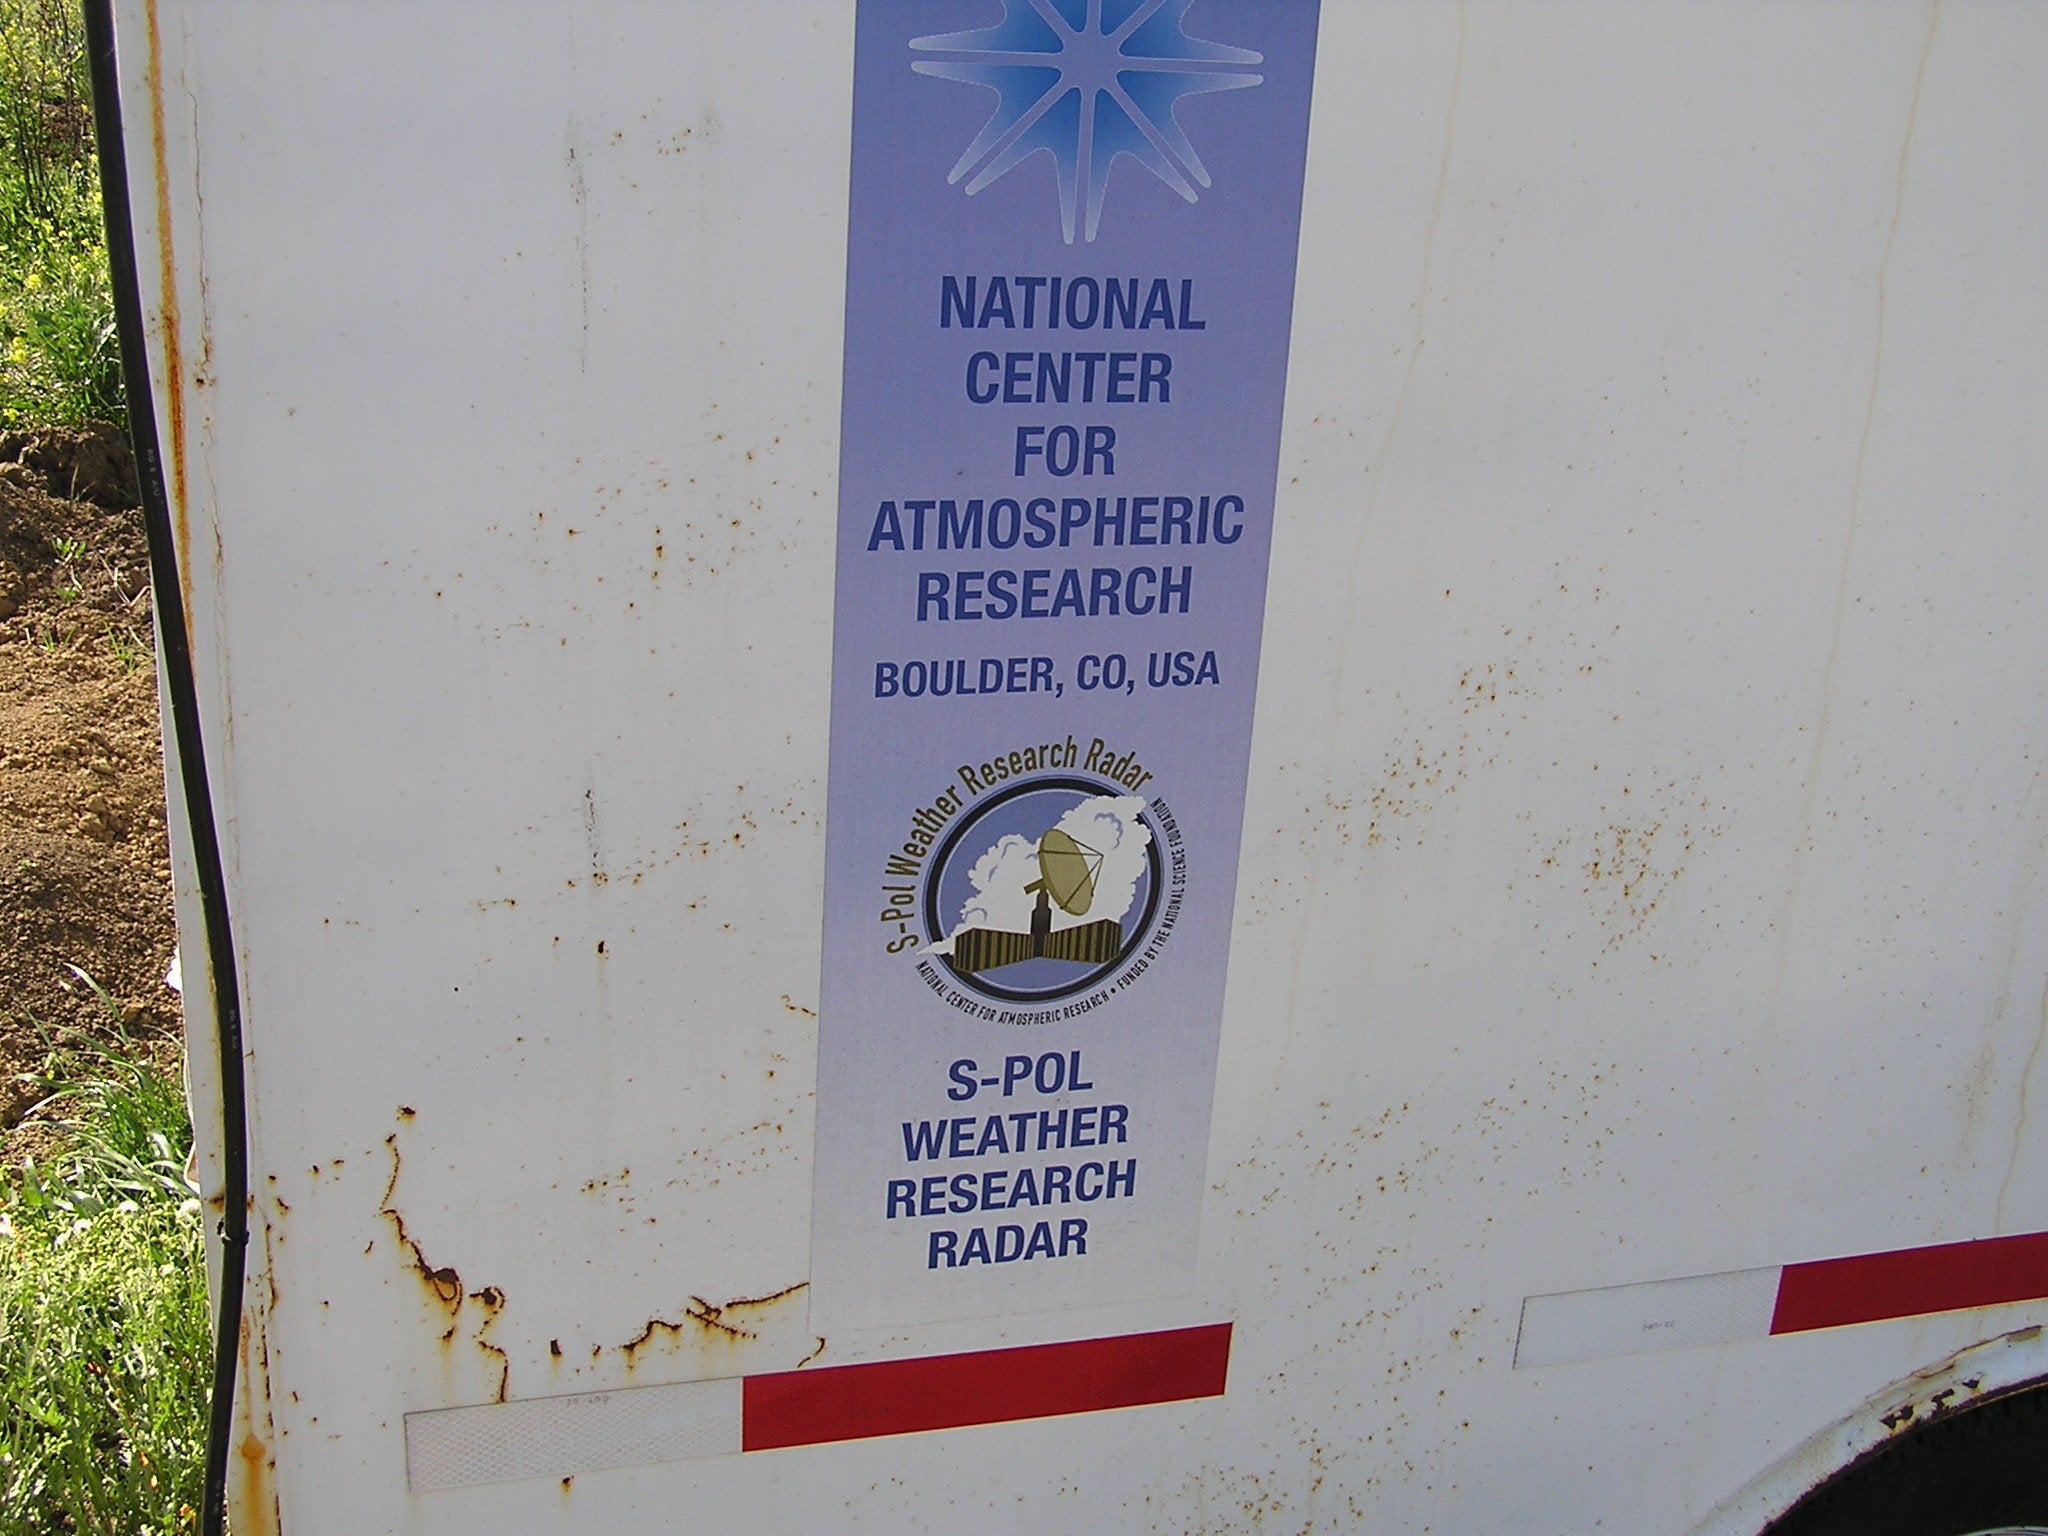 NATIONAL
CENTER
FOR
ATMOSPHERIC
RESEARCH
BOULDER, CO, USA
S-Pol Weather Research Radar
NATIONAL CENTER FOR ATMOSPHERIC RESEARCH • FUNDED BY THE NATIONAL SCIENCE FOUNDATION
S-POL
WEATHER
RESEARCH
RADAR